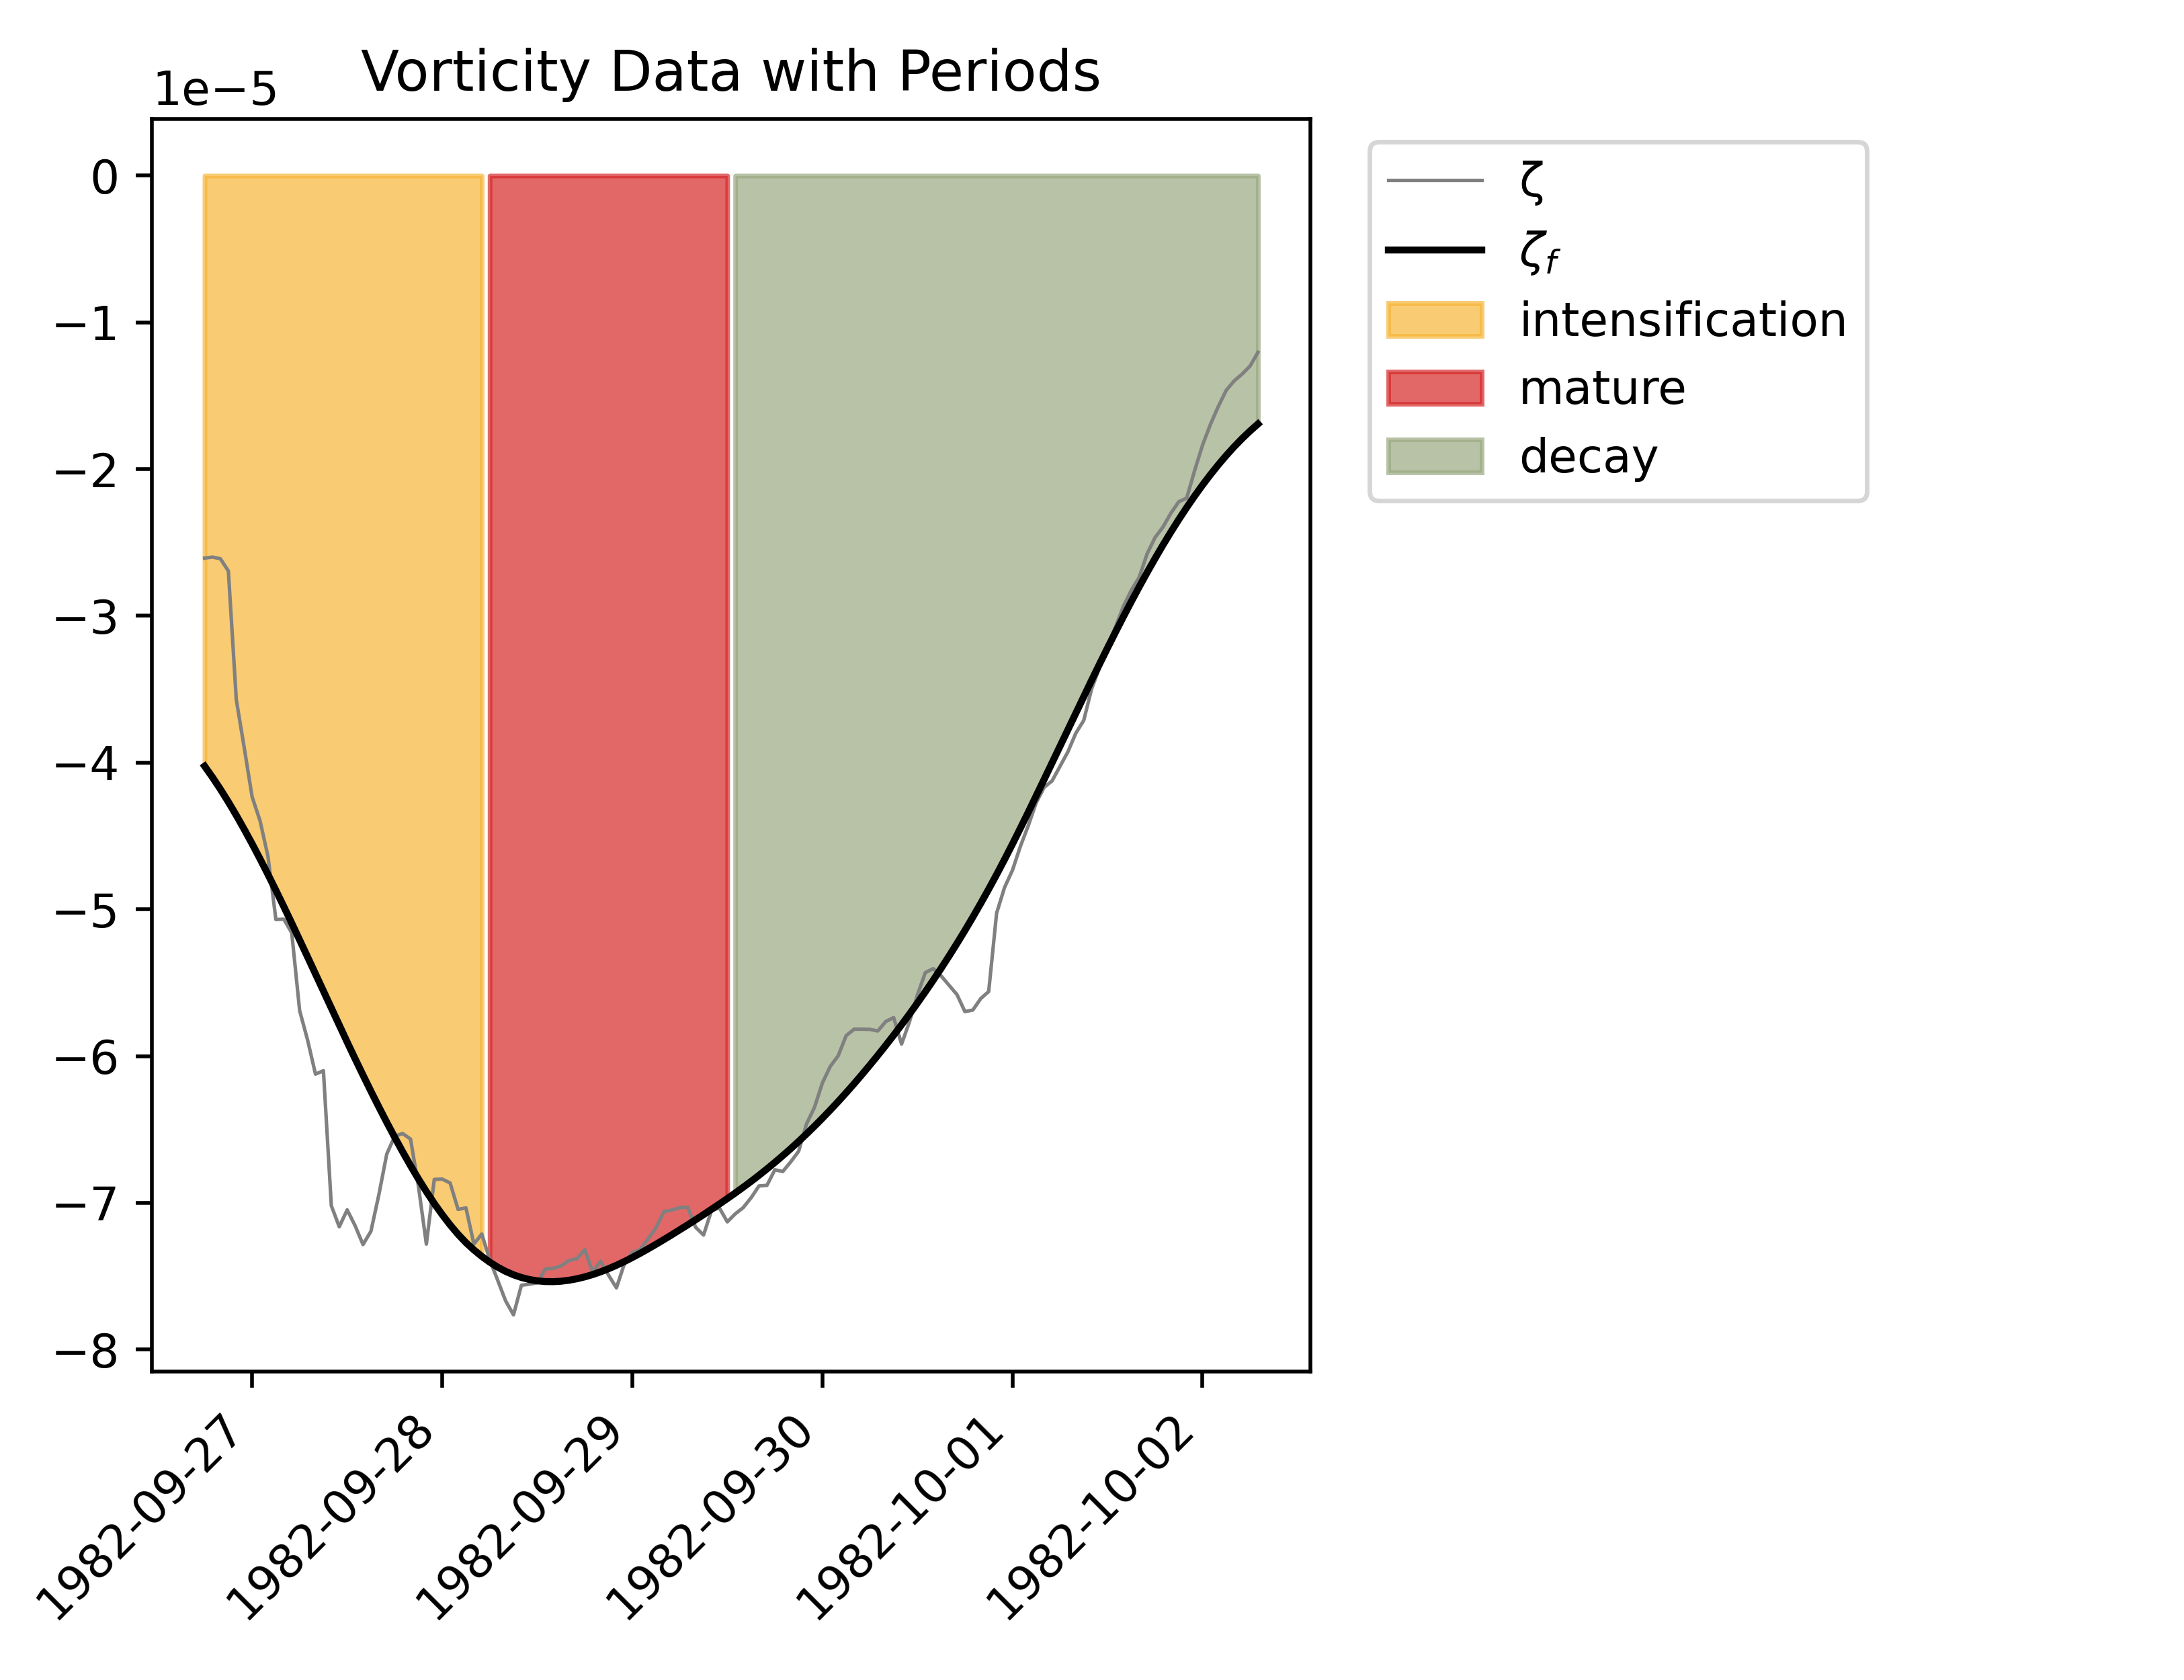 Vorticity Data with Periods
1e−5
0
−1
−2
−3
−4
−5
−6
−7
−8
1982-09-27
1982-09-28
1982-09-29
1982-09-30
1982-10-01
1982-10-02
ζ
ζf
intensification
mature
decay